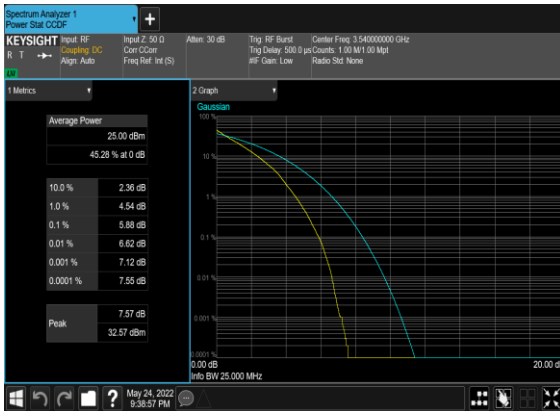 Spectrum Analyzer 1
Power Stat CCDF
KEYSIGHT
R T
LXI
Input: RF
Coupling: DC
Align: Auto
Input Z: 50 Ω
Corr CCorr
Freq Ref: Int (S)
Atten: 30 dB
Trig: RF Burst
Trig Delay: 500.0 µs
#IF Gain: Low
Center Freq: 3.540000000 GHz
Counts: 1.00 M/1.00 Mpt
Radio Std: None
1 Metrics
Average Power
25.00 dBm
45.28 % at 0 dB
10.0 % 2.36 dB
1.0 % 4.54 dB
0.1 % 5.88 dB
0.01 % 6.62 dB
0.001 % 7.12 dB
0.0001 % 7.55 dB
Peak
7.57 dB
32.57 dBm
2 Graph
Gaussian
100 %
10 %
1 %
0.1 %
0.01 %
0.001 %
0.0001 %
0.00 dB
20.00 d
Info BW 25.000 MHz
?
May 24, 2022
9:38:57 PM